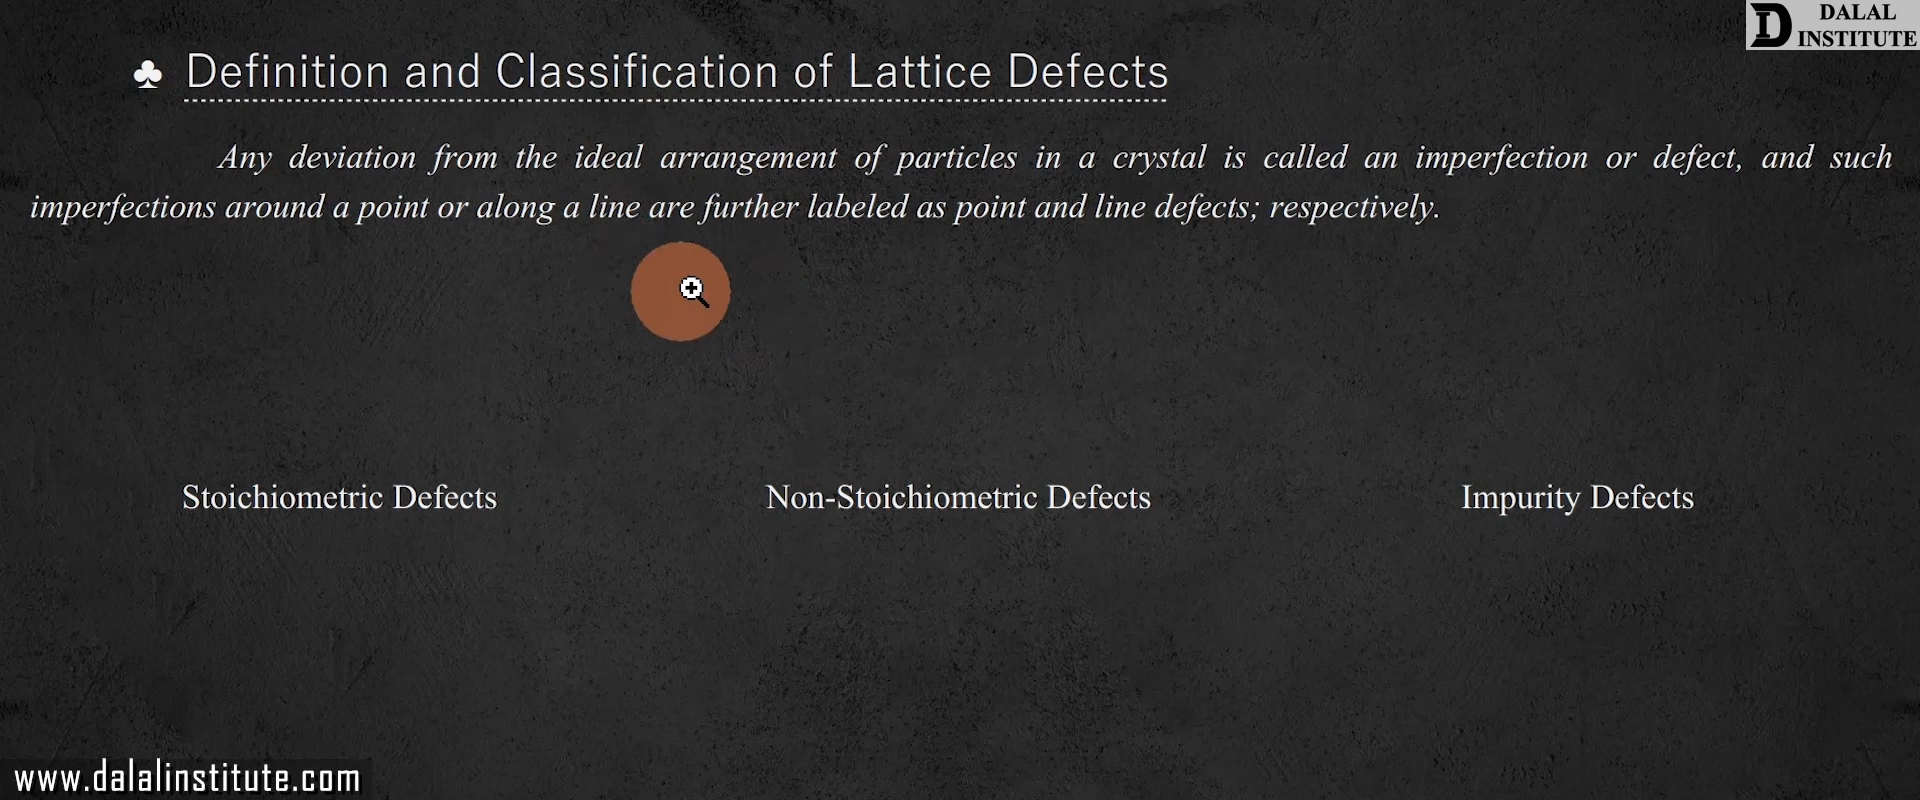 DALAL
INSTITUTE
♣ Definition and Classification of Lattice Defects
Any deviation from the ideal arrangement of particles in a crystal is called an imperfection or defect, and such
imperfections around a point or along a line are further labeled as point and line defects; respectively.
Stoichiometric Defects Non-Stoichiometric Defects Impurity Defects
www.dalalinstitute.com